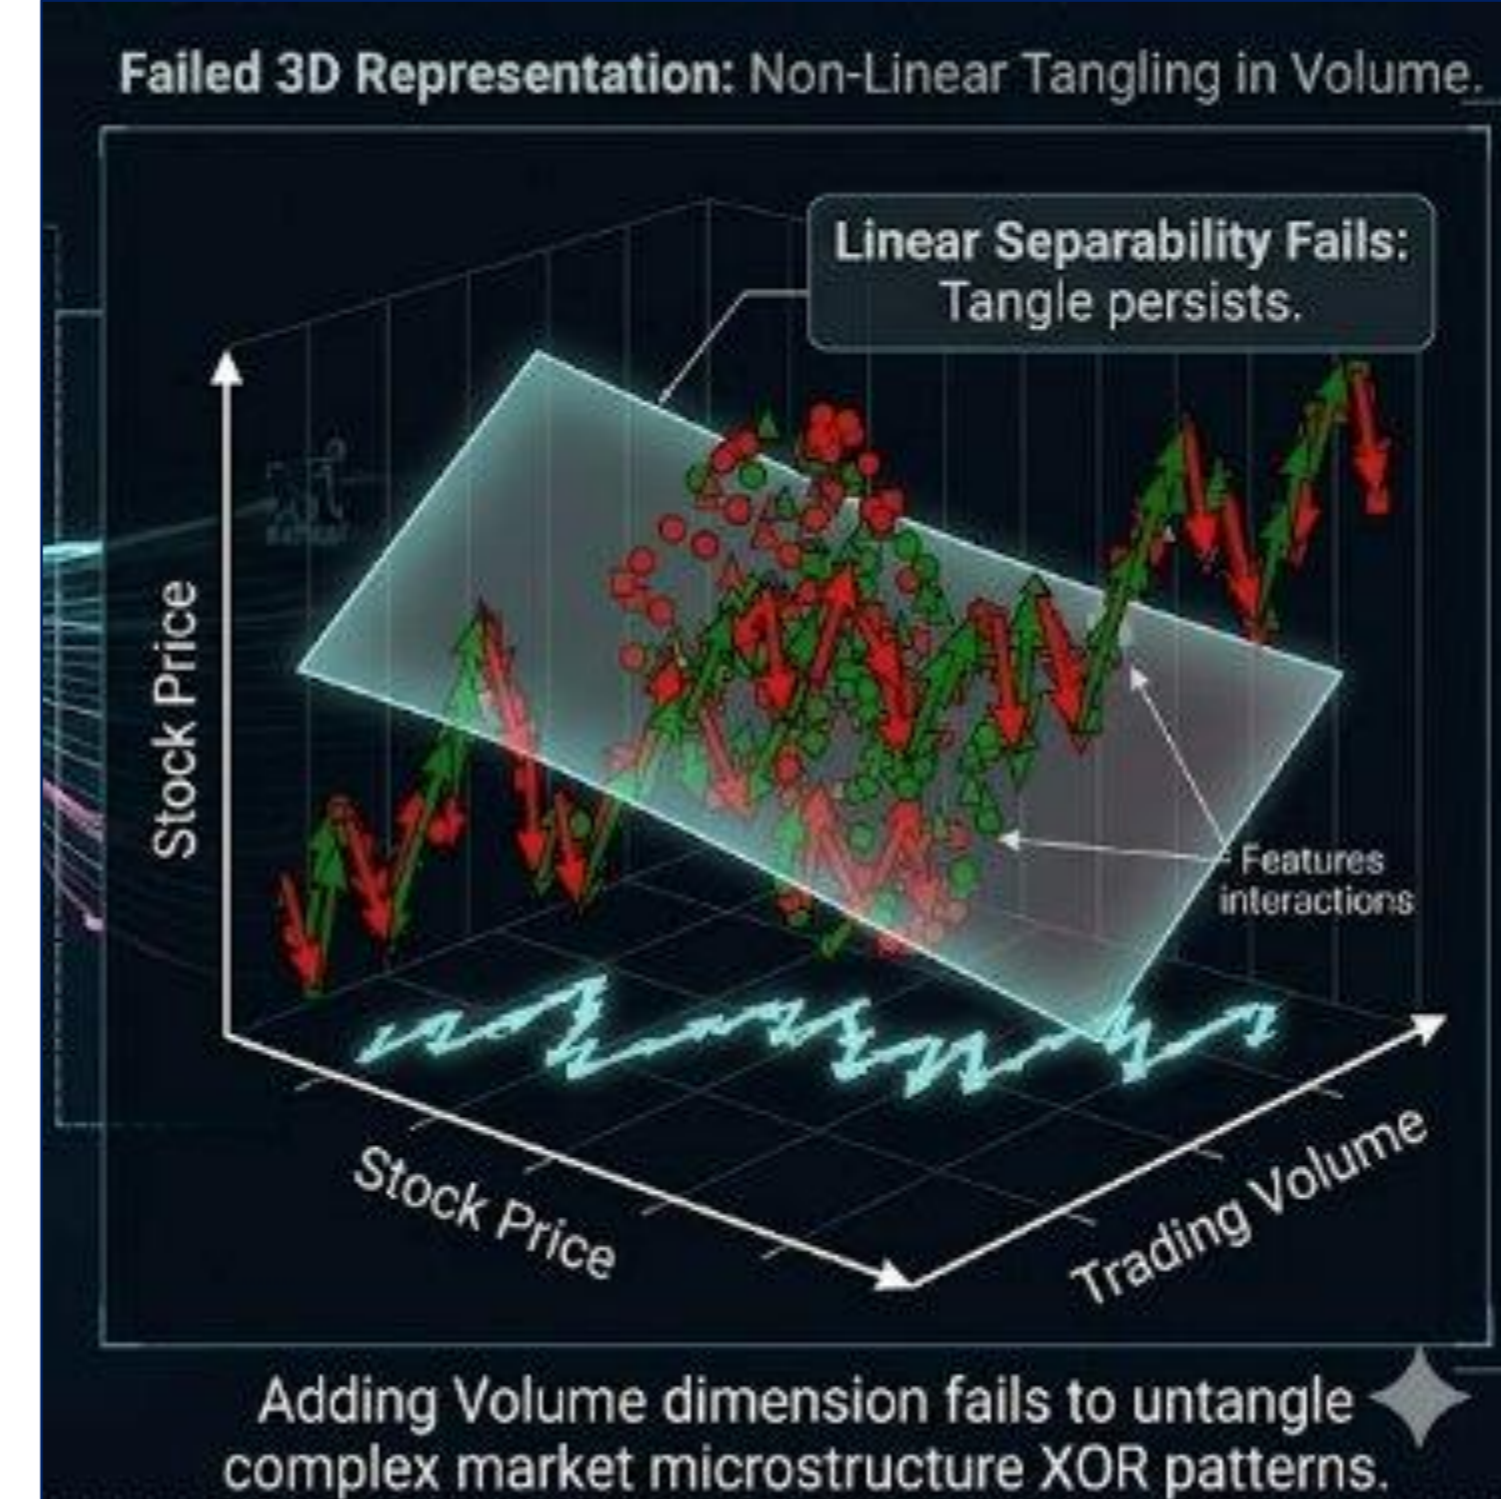 Failed 3D Representation: Non-Linear Tangling in Volume.
Linear Separability Fails:
Tangle persists.
Stock Price
Features
interactions
Stock Price
Trading Volume
Adding Volume dimension fails to untangle
complex market microstructure XOR patterns.